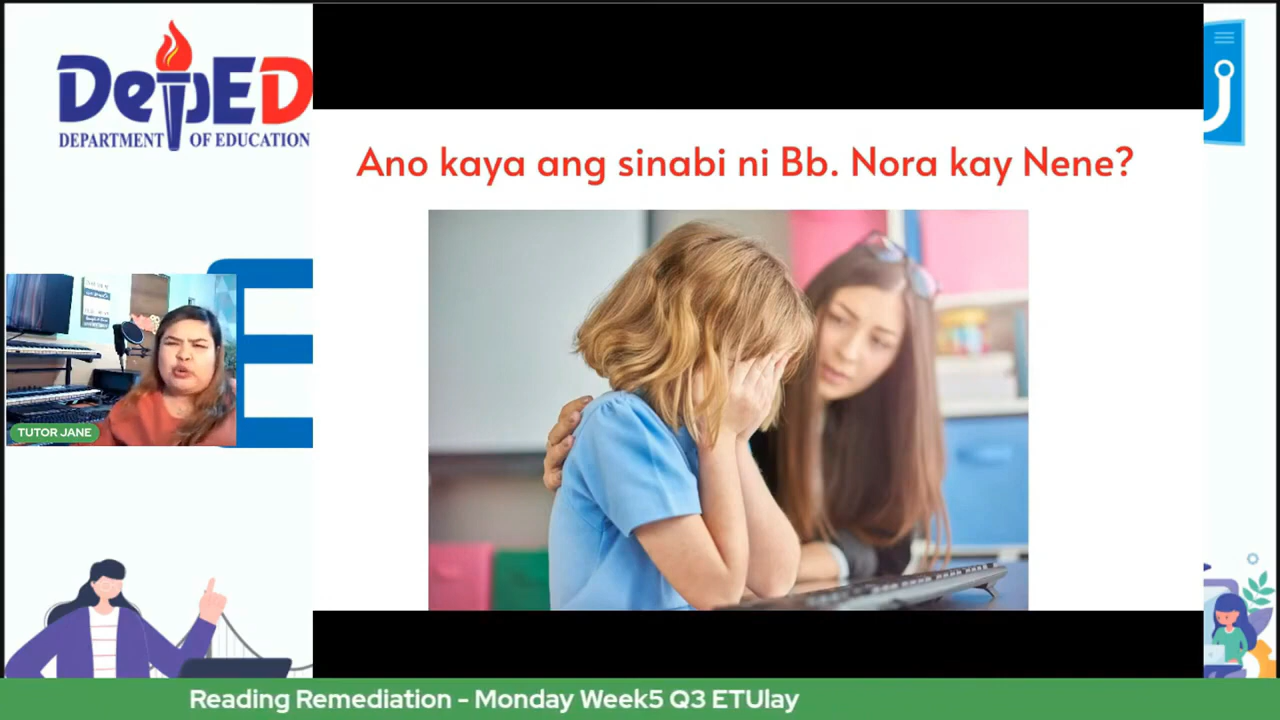 DepED
DEPARTMENT OF EDUCATION
Ano kaya ang sinabi ni Bb. Nora kay Nene?
TUTOR JANE
E
Reading Remediation - Monday Week5 Q3 ETUlay